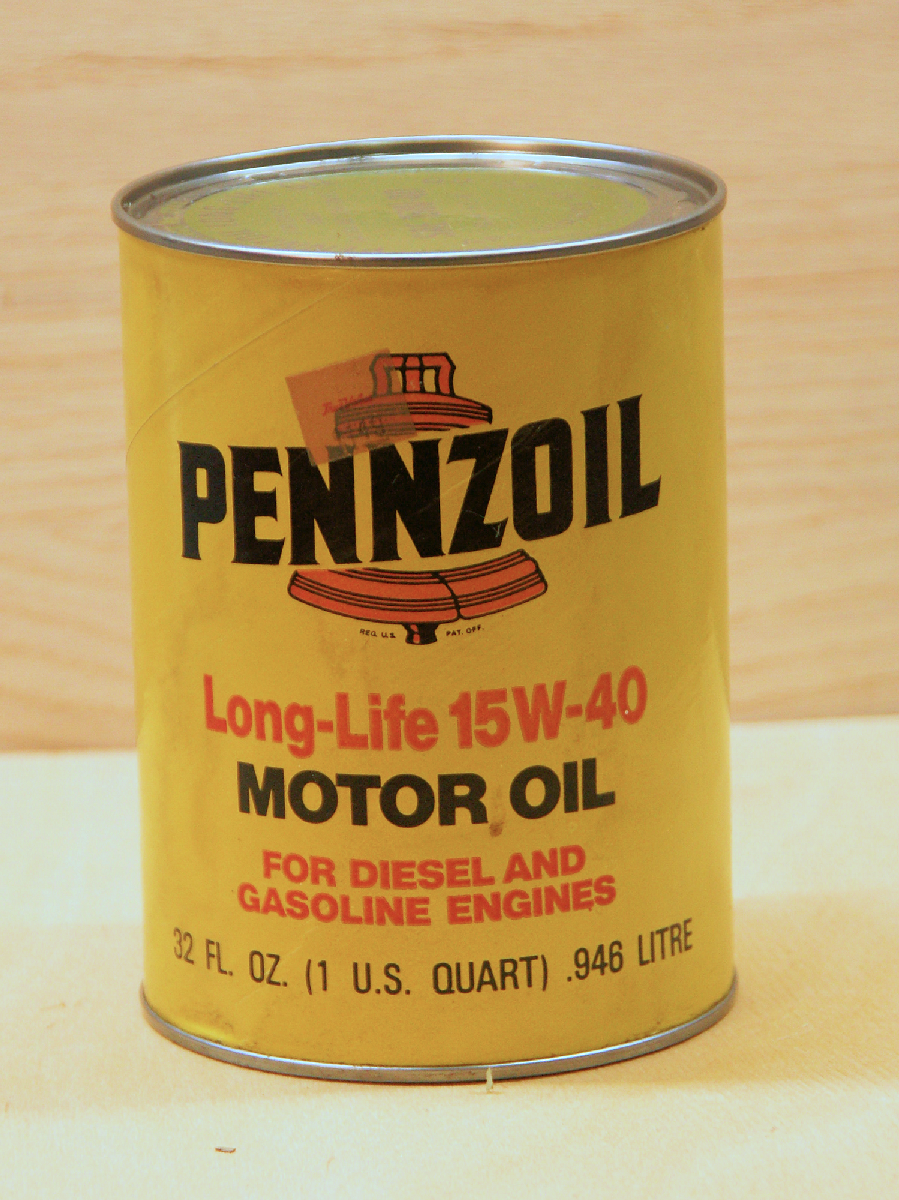 PENNZOIL
REG. U.S. PAT. OFF.
Long-Life 15W-40
MOTOR OIL
FOR DIESEL AND
GASOLINE ENGINES
32 FL. OZ. (1 U.S. QUART) .946 LITRE